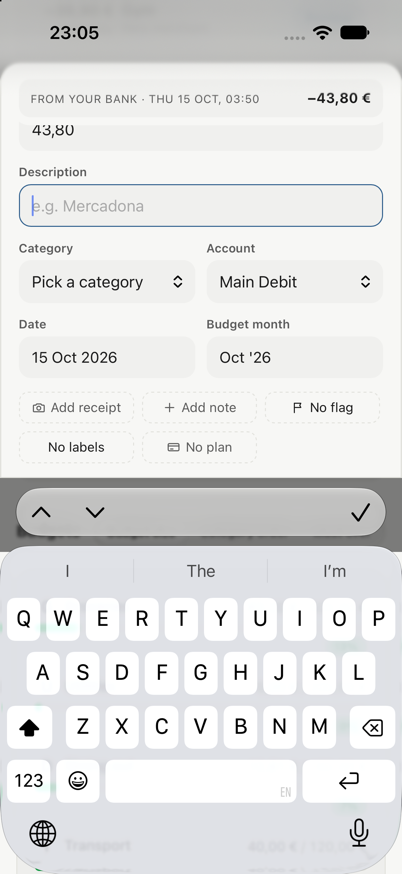 23:05
FROM YOUR BANK · THU 15 OCT, 03:50 −43,80 €
43,80
Description
e.g. Mercadona
Category Account
Pick a category Main Debit
Date Budget month
15 Oct 2026 Oct '26
Add receipt Add note No flag
No labels No plan
I The I'm
Q W E R T Y U I O P
A S D F G H J K L
Z X C V B N M
123 EN
Transport